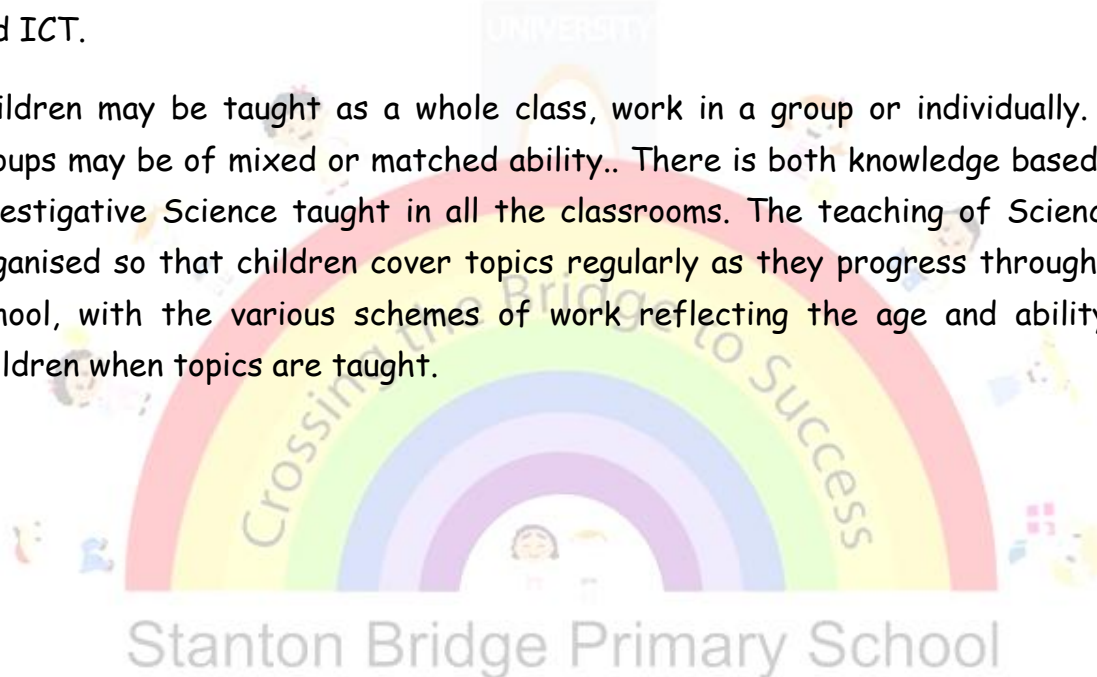 d ICT.
UNIVERSITY
ildren may be taught as a whole class, work in a group or individually.
oups may be of mixed or matched ability.. There is both knowledge based
estigative Science taught in all the classrooms. The teaching of Scienc
ganised so that children cover topics regularly as they progress through
ool, with the various schemes of work reflecting the age and ability
ildren when topics are taught.
Crossing the Bridge to Success
Stanton Bridge Primary School